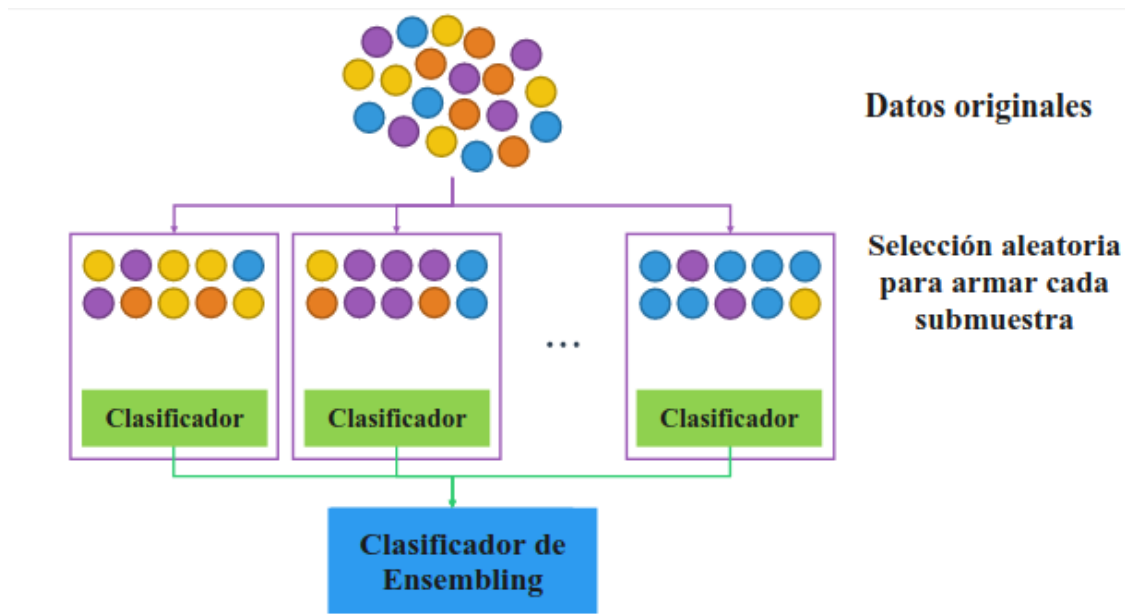 Datos originales
Selección aleatoria
para armar cada
submuestra
...
Clasificador
Clasificador
Clasificador
Clasificador de
Ensembling